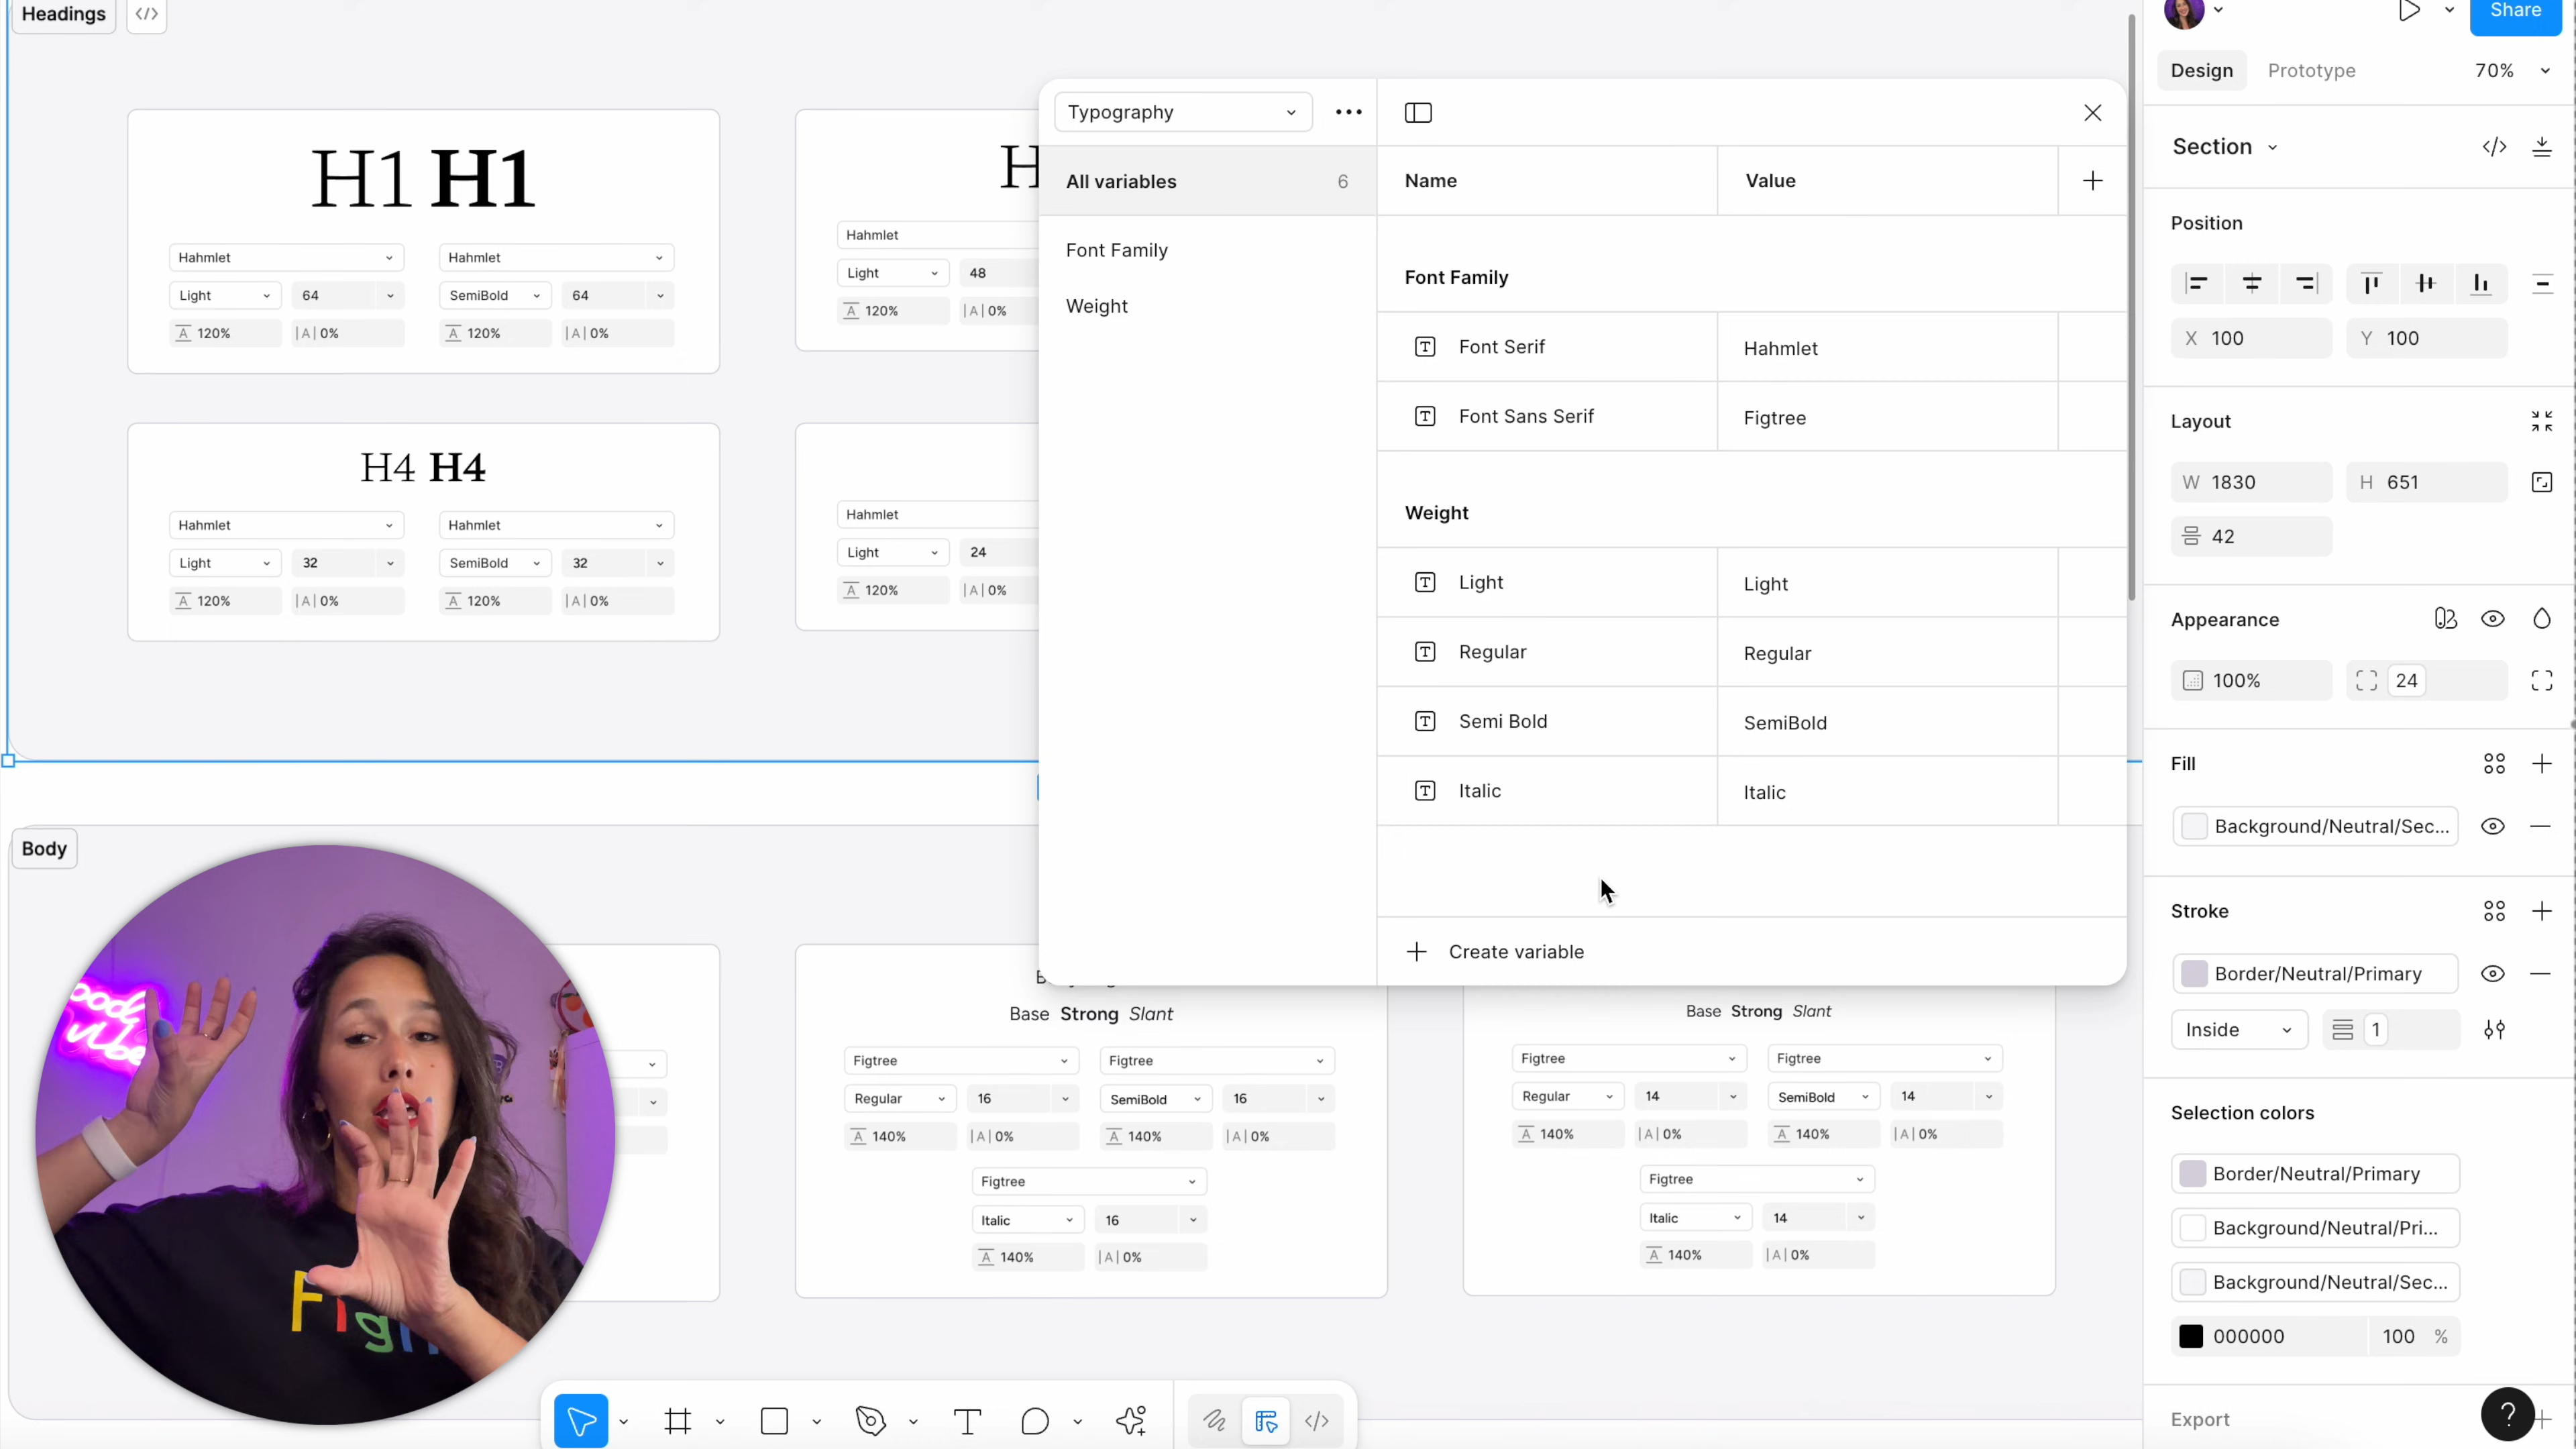 Headings
Share
Design Prototype 70%
Typography
H1 H1
H
All variables 6
Name Value
Section
Font Family
Weight
Position
Hahmlet
Hahmlet
Hahmlet
Light 64
SemiBold 64
Light 48
120% |A| 0%
120% |A| 0%
120% |A| 0%
Font Family
Font Serif Hahmlet
Font Sans Serif Figtree
X 100 Y 100
Layout
W 1830 H 651
42
H4 H4
Hahmlet
Hahmlet
Hahmlet
Light 32
SemiBold 32
Light 24
120% |A| 0%
120% |A| 0%
120% |A| 0%
Weight
Light Light
Regular Regular
Semi Bold SemiBold
Italic Italic
Create variable
Appearance
100% 24
Fill
Background/Neutral/Sec...
Stroke
Border/Neutral/Primary
Inside 1
Selection colors
Border/Neutral/Primary
Background/Neutral/Pri...
Background/Neutral/Sec...
000000 100 %
Export
?
Body
Base Strong Slant
Figtree
Figtree
Regular 16
SemiBold 16
140% |A| 0%
140% |A| 0%
Figtree
Italic 16
140% |A| 0%
Base Strong Slant
Figtree
Figtree
Regular 14
SemiBold 14
140% |A| 0%
140% |A| 0%
Figtree
Italic 14
140% |A| 0%